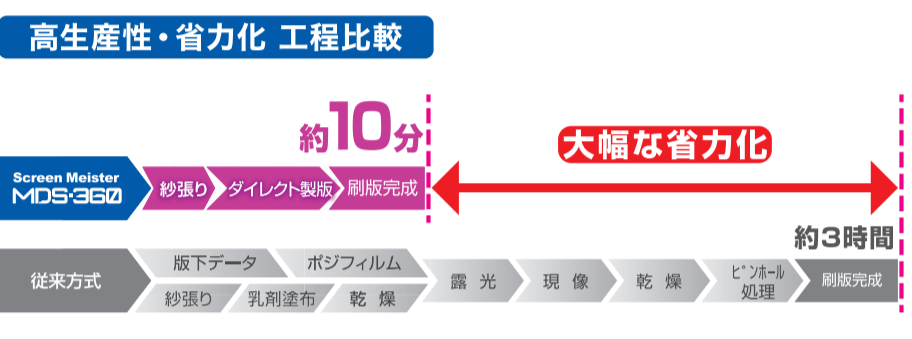 高生産性・省力化 工程比較
約10分
大幅な省力化
Screen Meister
MDS-360
紗張り
ダイレクト製版
刷版完成
約3時間
従来方式
版下データ
ポジフィルム
紗張り
乳剤塗布
乾 燥
露 光
現 像
乾 燥
ピンホール
処理
刷版完成